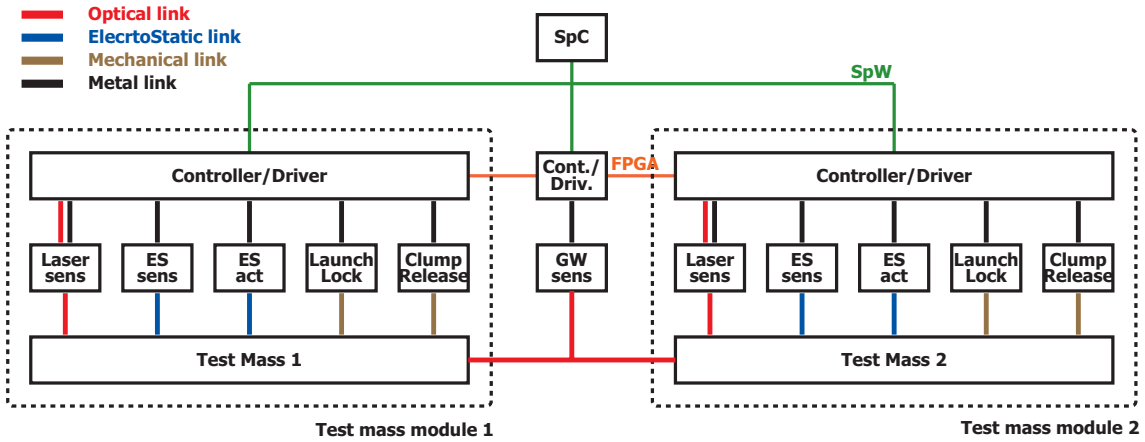 Optical link
ElecrtoStatic link
Mechanical link
Metal link
SpC
SpW
Controller/Driver
Cont./
Driv.
FPGA
Controller/Driver
Laser
sens
ES
sens
ES
act
Launch
Lock
Clump
Release
GW
sens
Laser
sens
ES
sens
ES
act
Launch
Lock
Clump
Release
Test Mass 1
Test Mass 2
Test mass module 1
Test mass module 2